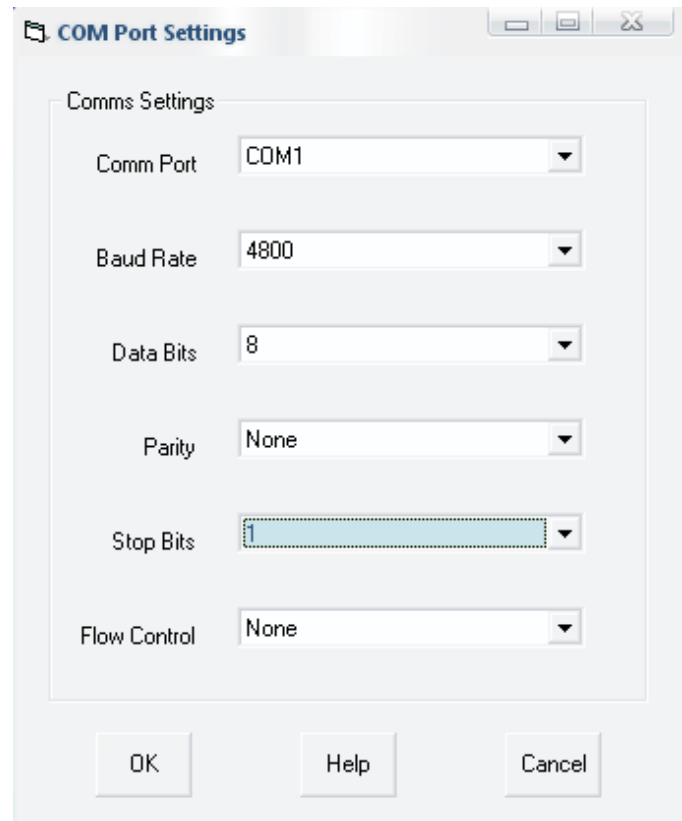 COM Port Settings
Comms Settings
Comm Port COM1
Baud Rate 4800
Data Bits 8
Parity None
Stop Bits 1
Flow Control None
OK Help Cancel